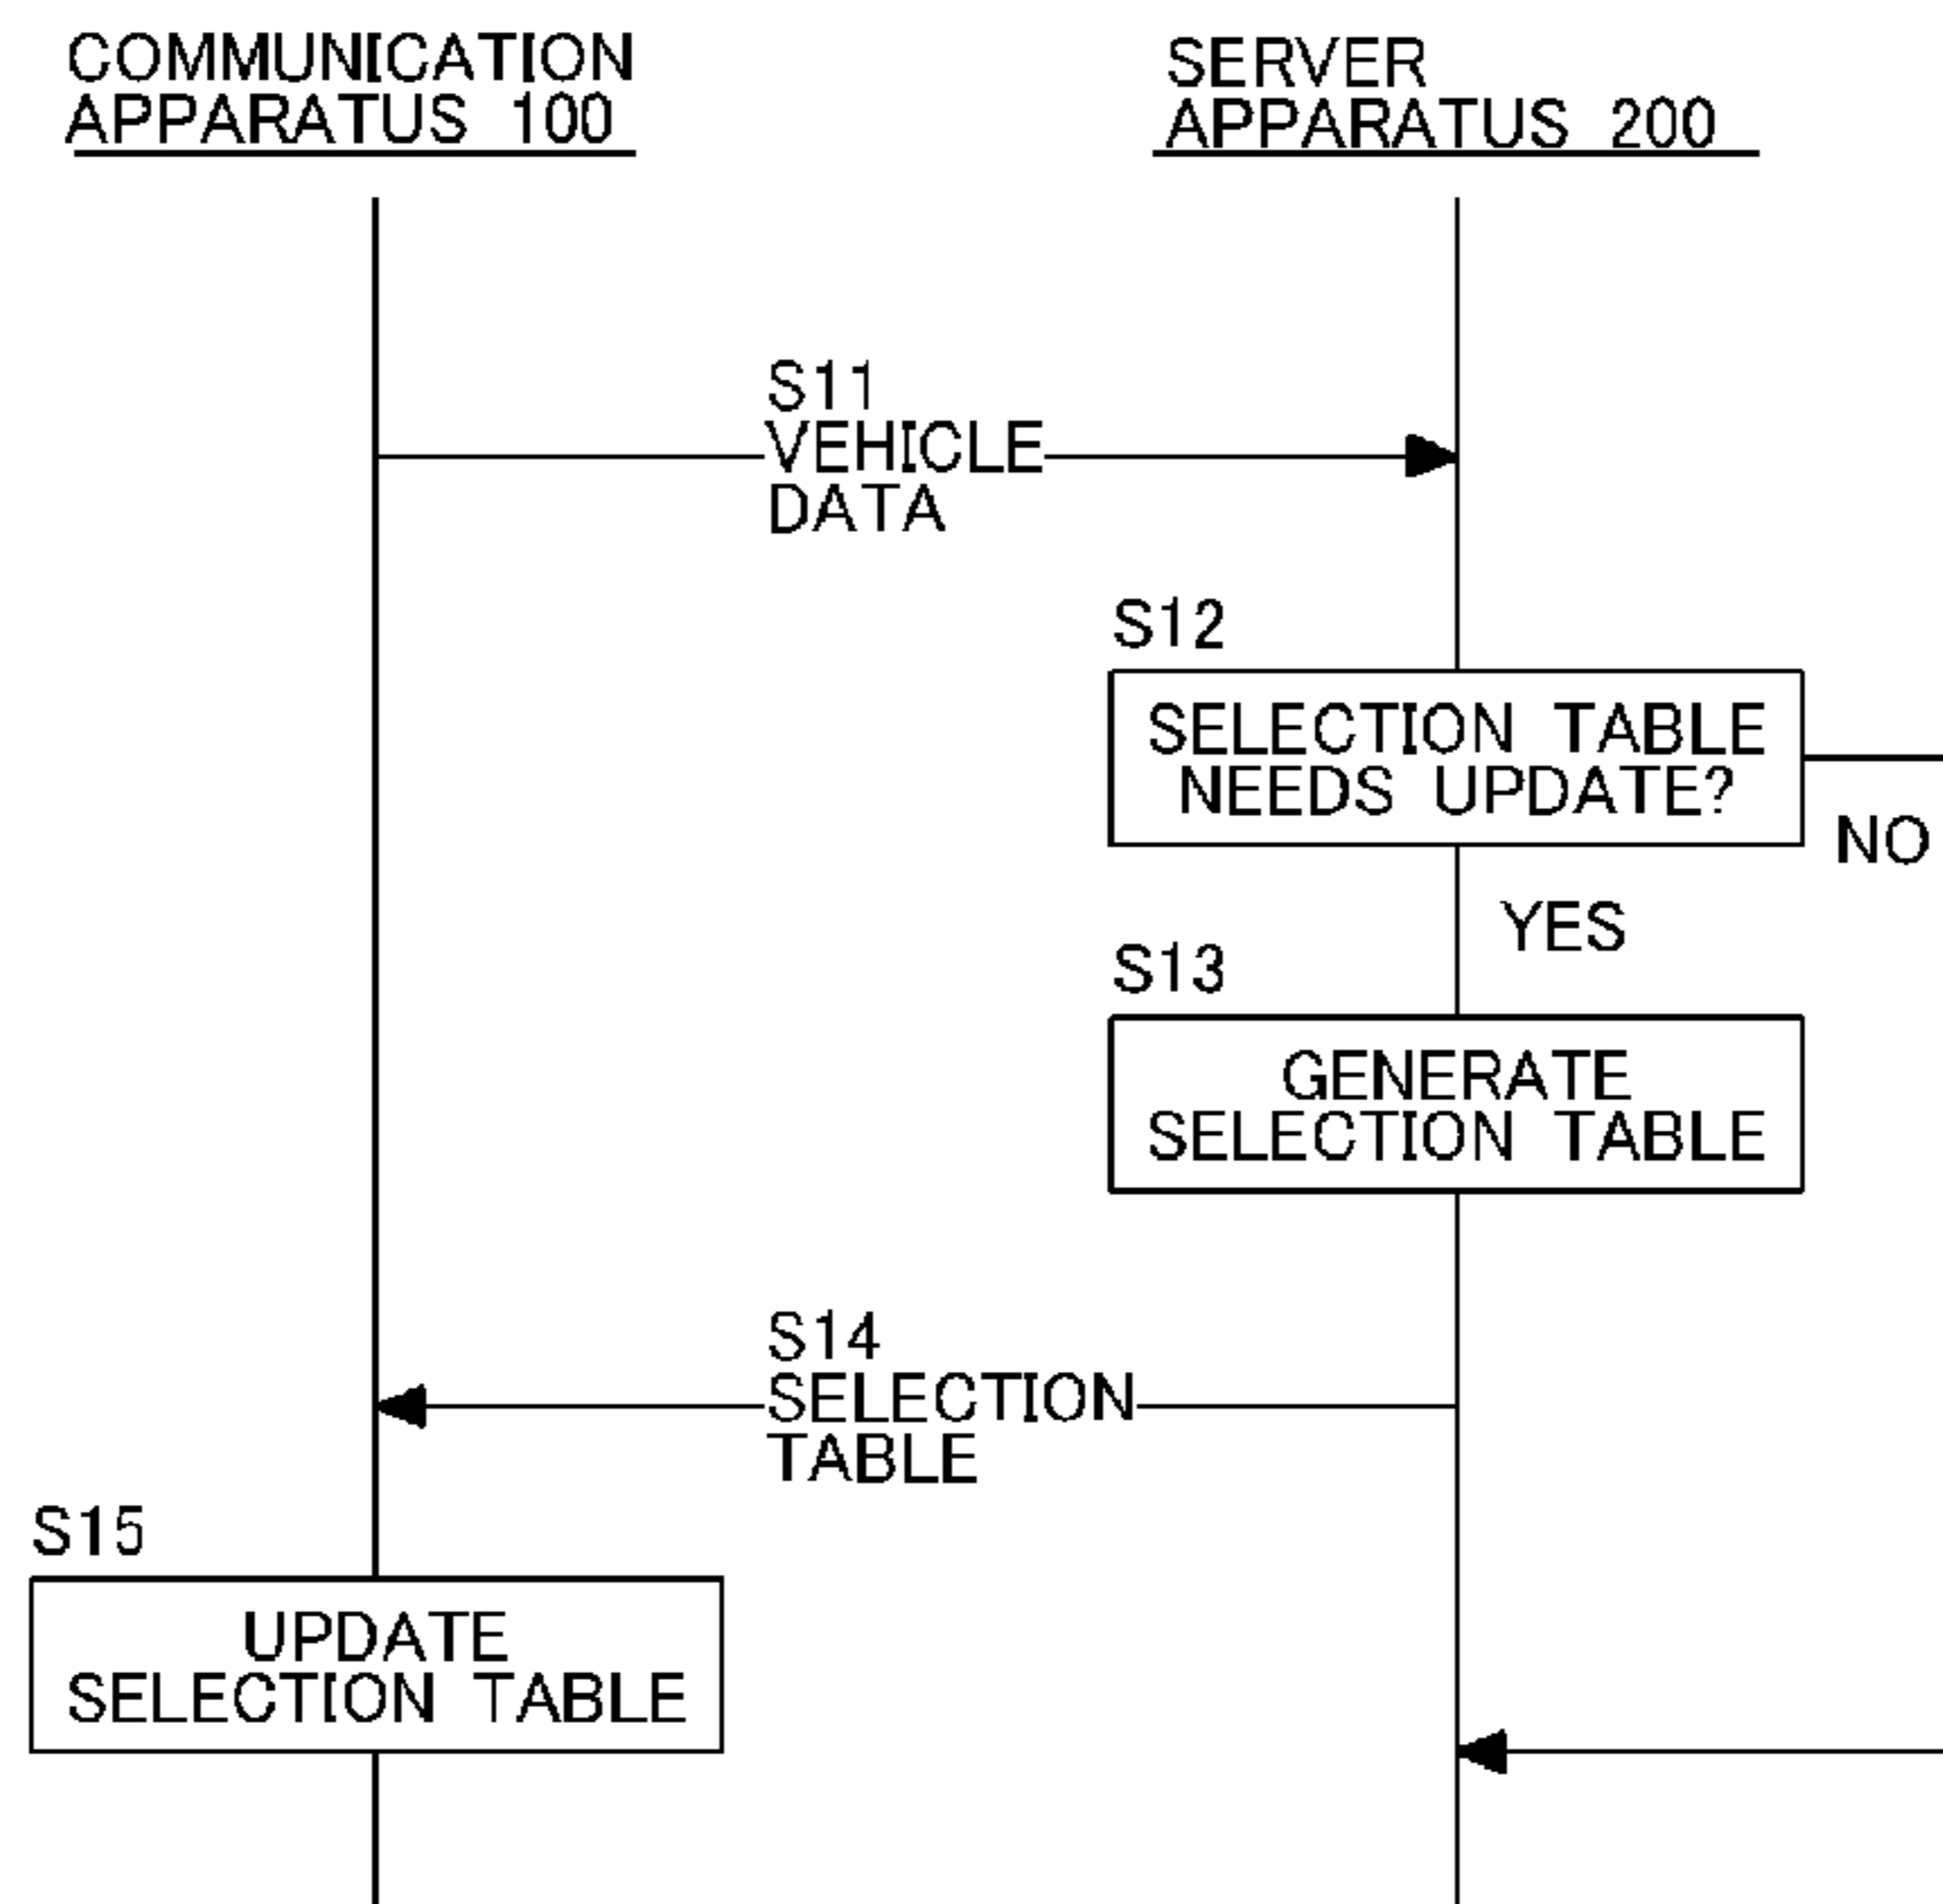 COMMUNICATION
APPARATUS 100
SERVER
APPARATUS 200
S11
VEHICLE
DATA
S12
SELECTION TABLE
NEEDS UPDATE?
NO
YES
S13
GENERATE
SELECTION TABLE
S14
SELECTION
TABLE
S15
UPDATE
SELECTION TABLE